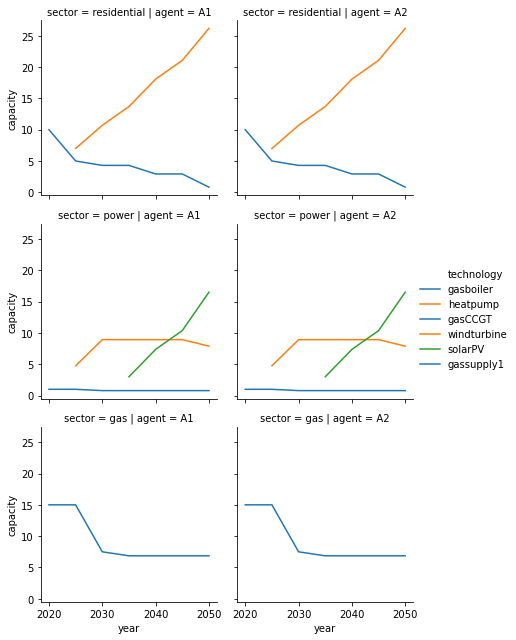 sector = residential | agent = A1
sector = residential | agent = A2
25
20
15
10
5
0
capacity
sector = power | agent = A1
sector = power | agent = A2
25
20
15
10
5
0
capacity
technology
gasboiler
heatpump
gasCCGT
windturbine
solarPV
gassupply1
sector = gas | agent = A1
sector = gas | agent = A2
25
20
15
10
5
0
capacity
2020 2030 2040 2050
2020 2030 2040 2050
year
year